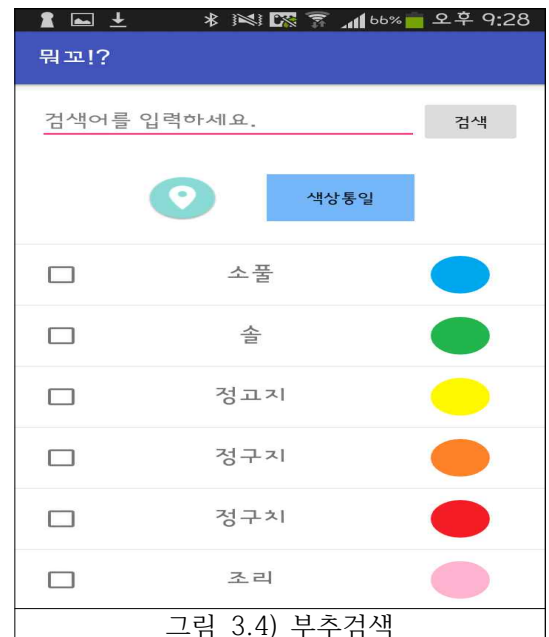 66% 오후 9:28
뭐꼬!?
검색어를 입력하세요. 검색
색상통일
소풀
솔
정고지
정구지
정구치
조리
그림 3.4) 부추검색